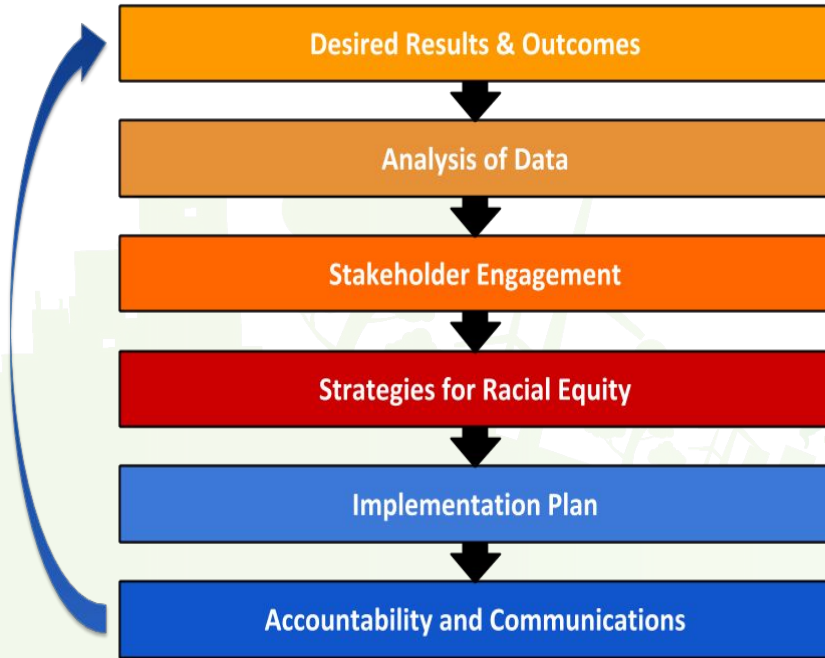 Desired Results & Outcomes
Analysis of Data
Stakeholder Engagement
Strategies for Racial Equity
Implementation Plan
Accountability and Communications